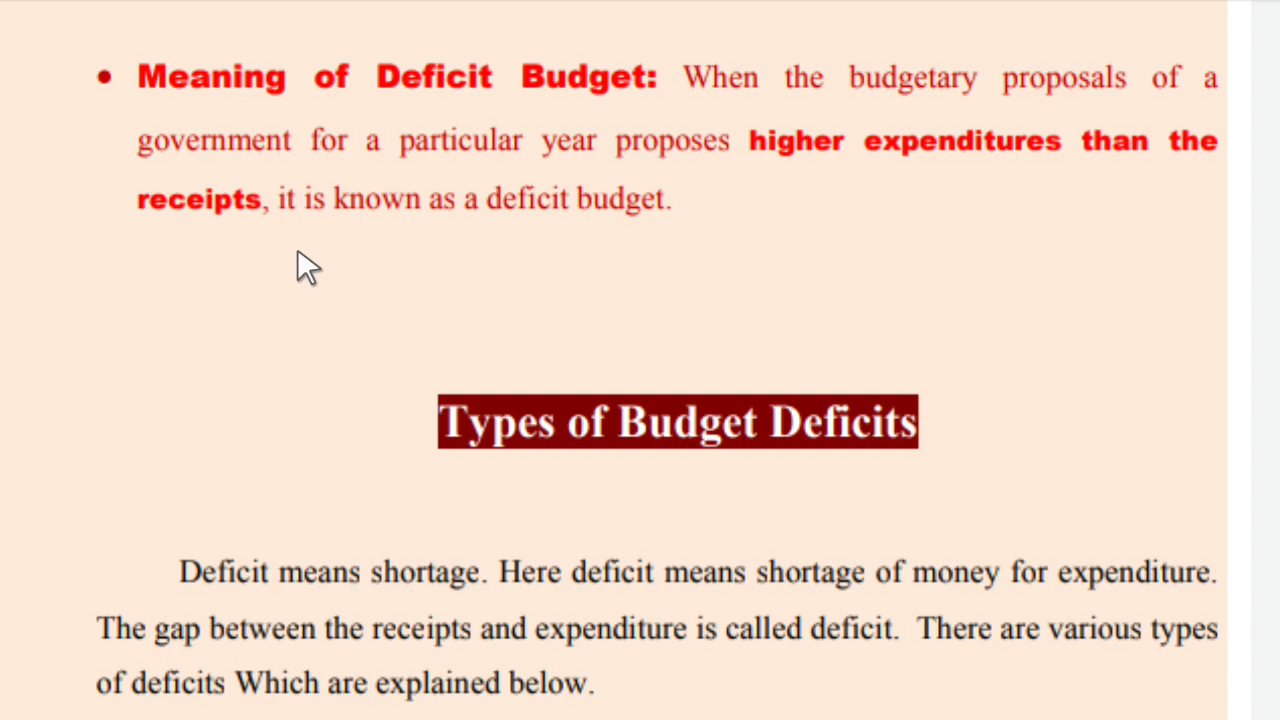 • Meaning of Deficit Budget: When the budgetary proposals of a
government for a particular year proposes higher expenditures than the
receipts, it is known as a deficit budget.
Types of Budget Deficits
Deficit means shortage. Here deficit means shortage of money for expenditure.
The gap between the receipts and expenditure is called deficit. There are various types
of deficits Which are explained below.